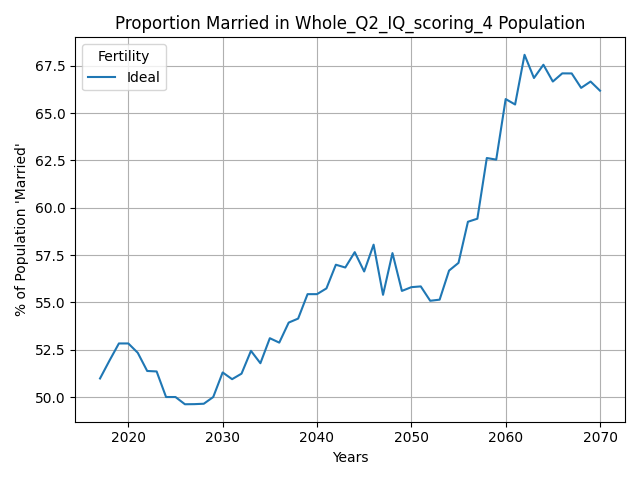 Proportion Married in Whole_Q2_IQ_scoring_4 Population
Fertility
Ideal
% of Population 'Married'
67.5
65.0
62.5
60.0
57.5
55.0
52.5
50.0
2020 2030 2040 2050 2060 2070
Years